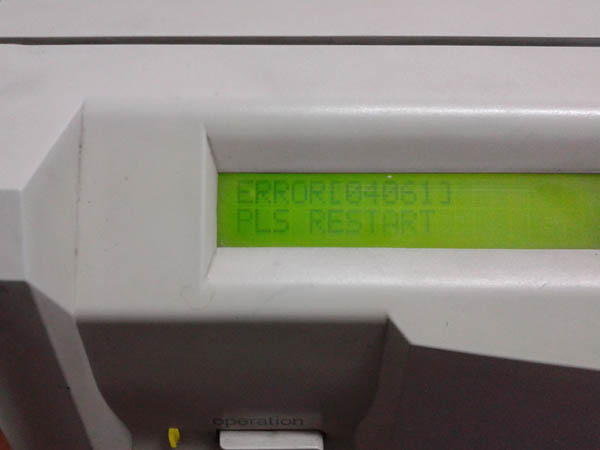 ERROR[04061]
PLS RESTART
operation